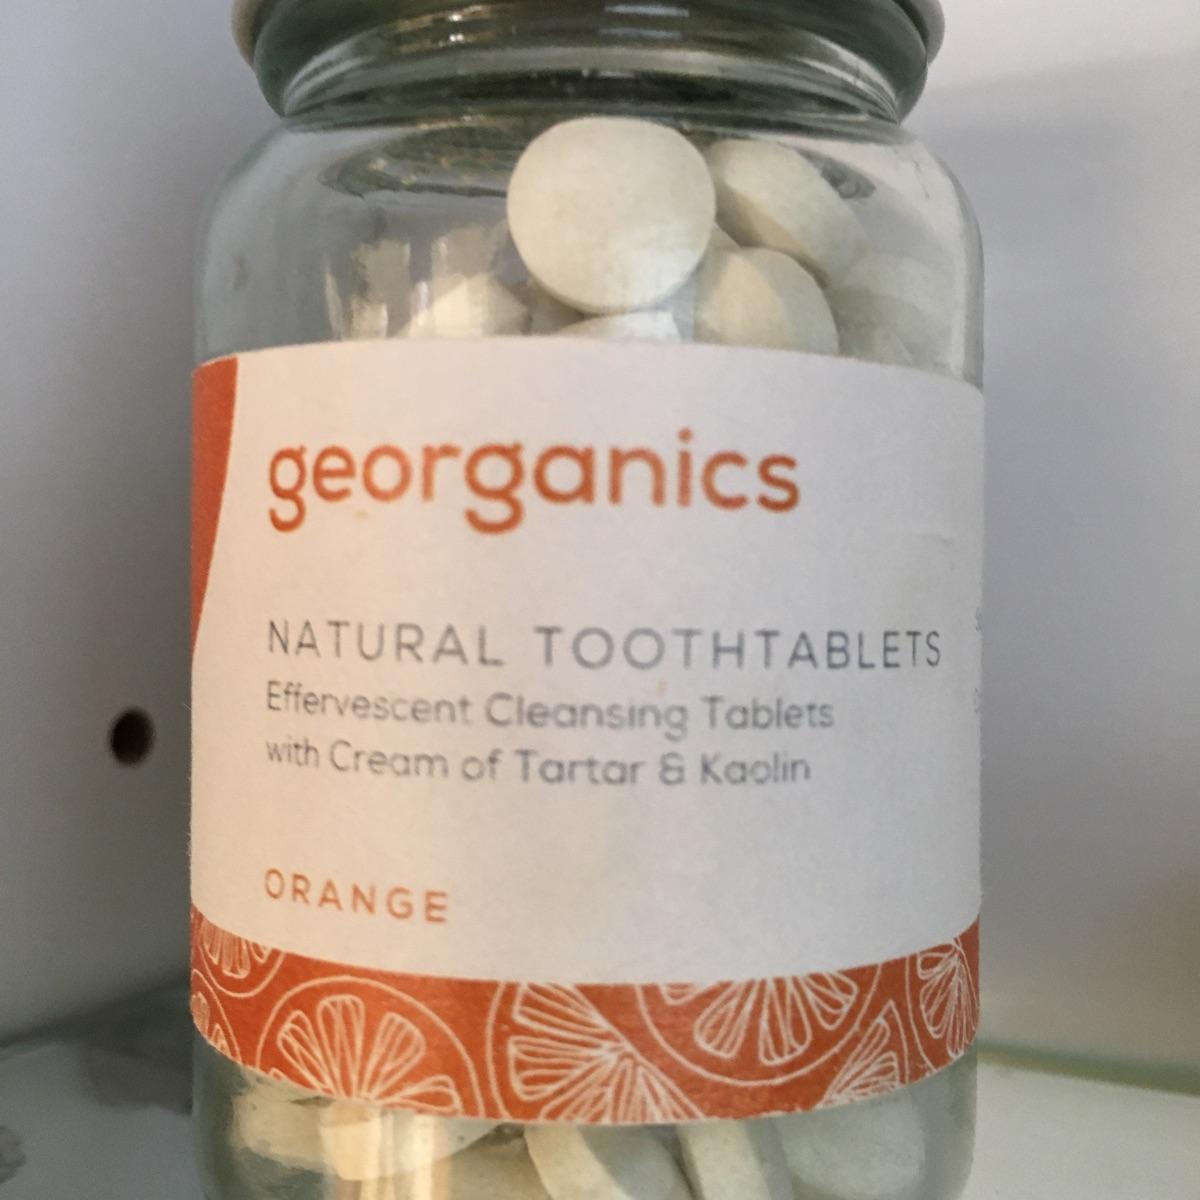 georganics
NATURAL TOOTHTABLETS
Effervescent Cleansing Tablets
with Cream of Tartar & Kaolin
ORANGE